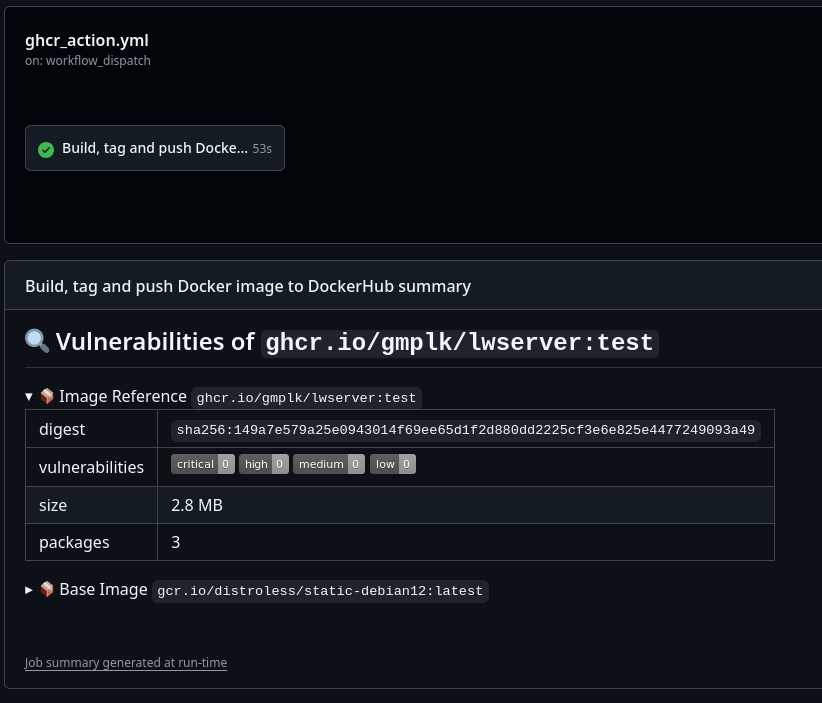 ghcr_action.yml
on: workflow_dispatch
Build, tag and push Docke... 53s
Build, tag and push Docker image to DockerHub summary
Vulnerabilities of ghcr.io/gmplk/lwserver:test
Image Reference ghcr.io/gmplk/lwserver:test
digest sha256:149a7e579a25e0943014f69ee65d1f2d880dd2225cf3e6e825e4477249093a49
vulnerabilities critical 0 high 0 medium 0 low 0
size 2.8 MB
packages 3
Base Image gcr.io/distroless/static-debian12:latest
Job summary generated at run-time